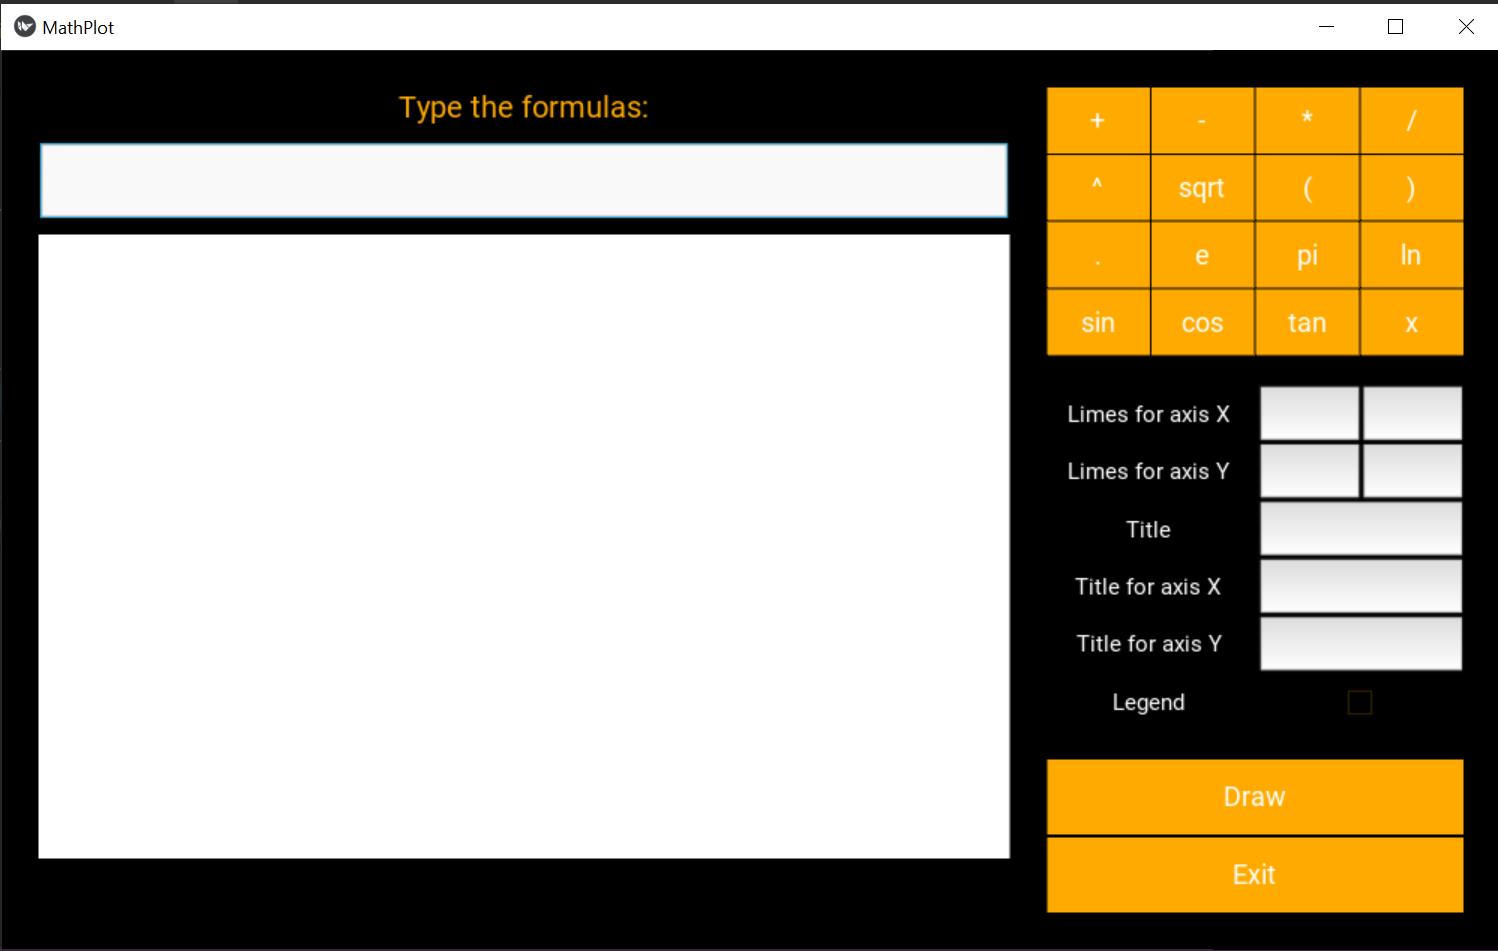 MathPlot
Type the formulas:
+ - * /
^ sqrt ( )
. e pi ln
sin cos tan x
Limes for axis X
Limes for axis Y
Title
Title for axis X
Title for axis Y
Legend
Draw
Exit